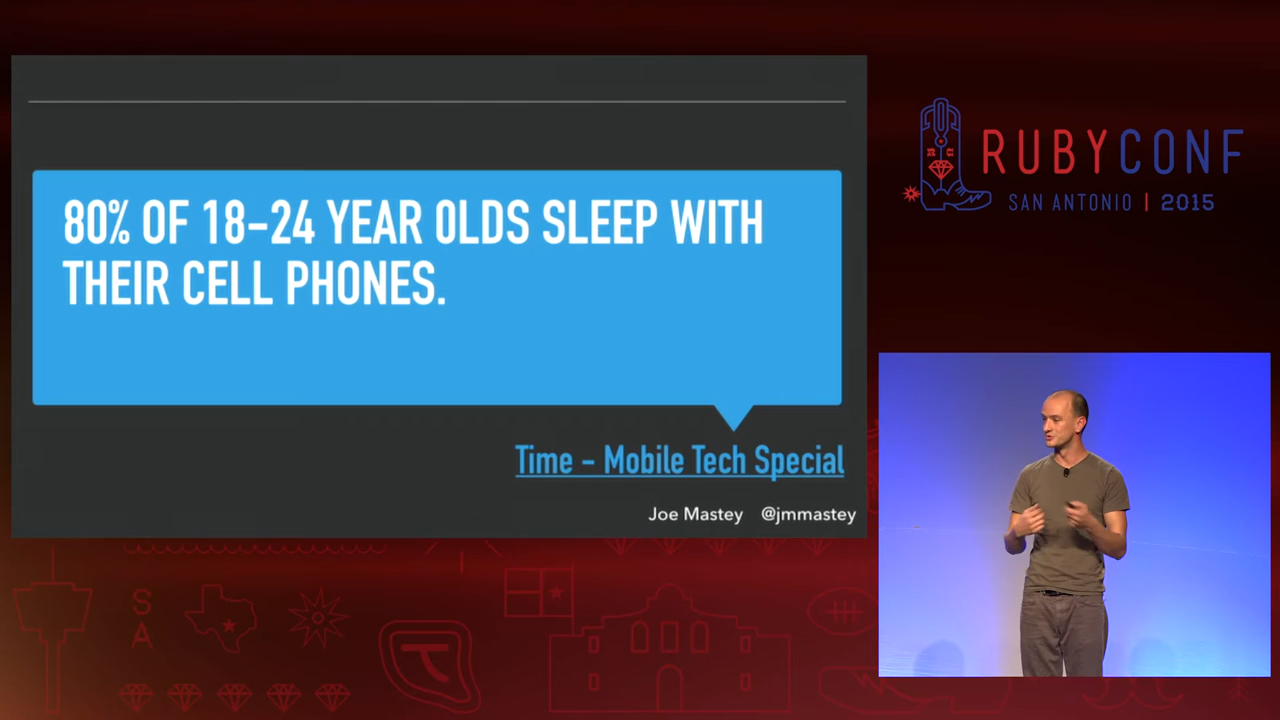 80% OF 18-24 YEAR OLDS SLEEP WITH
THEIR CELL PHONES.
Time - Mobile Tech Special
Joe Mastey @jmmastey
RUBYCONF
SAN ANTONIO | 2015
S
A